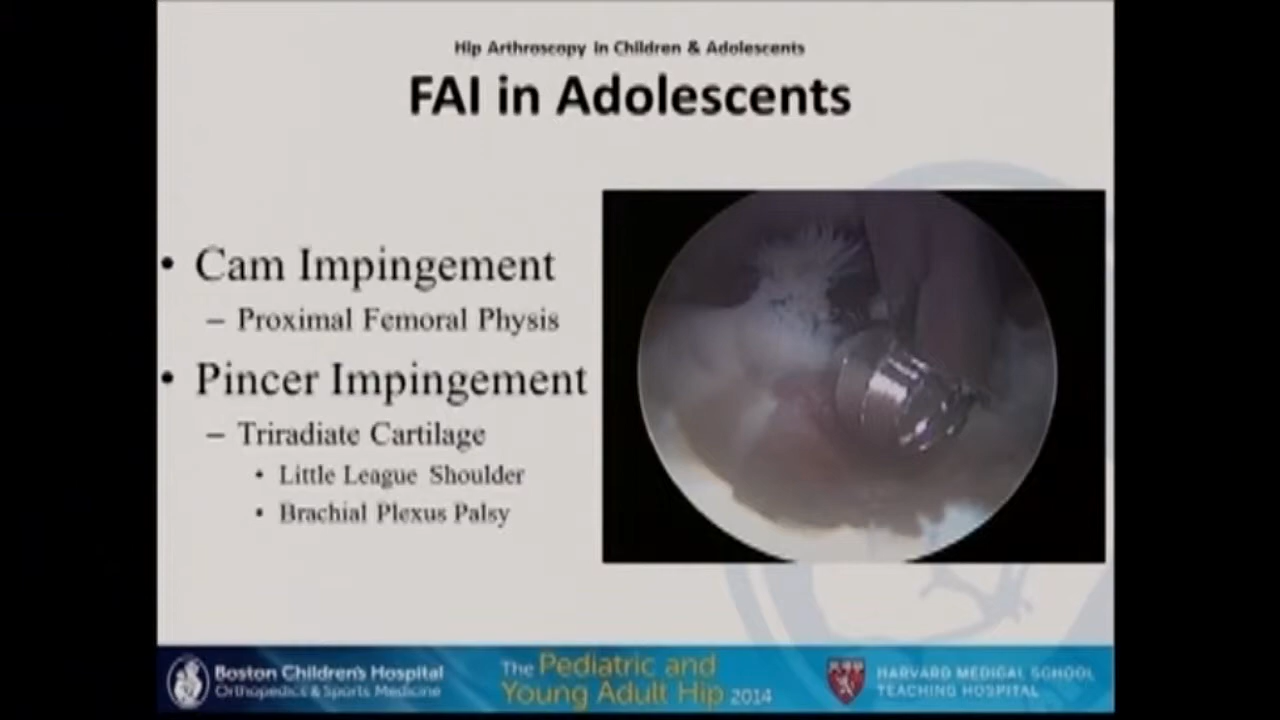 Hip Arthroscopy in Children & Adolescents
FAI in Adolescents
• Cam Impingement
– Proximal Femoral Physis
• Pincer Impingement
– Triradiate Cartilage
• Little League Shoulder
• Brachial Plexus Palsy
Boston Children's Hospital
Orthopedics & Sports Medicine
The Pediatric and
Young Adult Hip 2014
HARVARD MEDICAL SCHOOL
TEACHING HOSPITAL